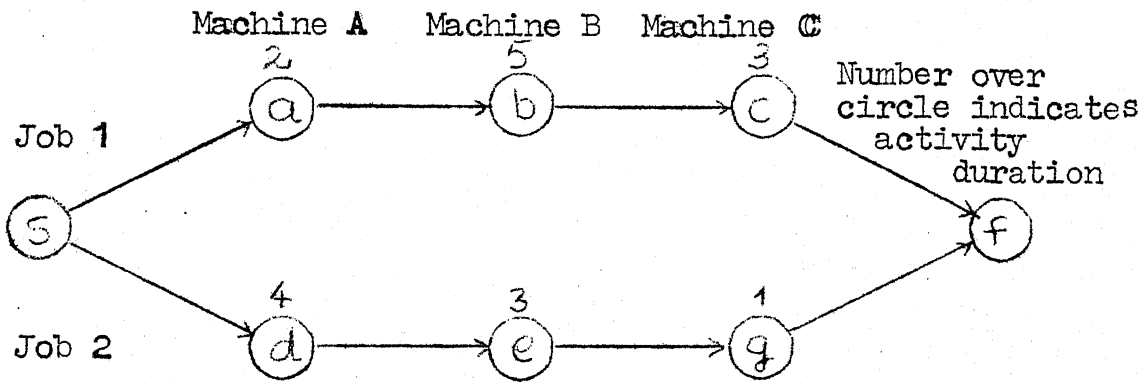 Machine A Machine B Machine C
2 5 3
a b c
Number over
circle indicates
activity
duration
Job 1
s f
4 3 1
Job 2 d e g